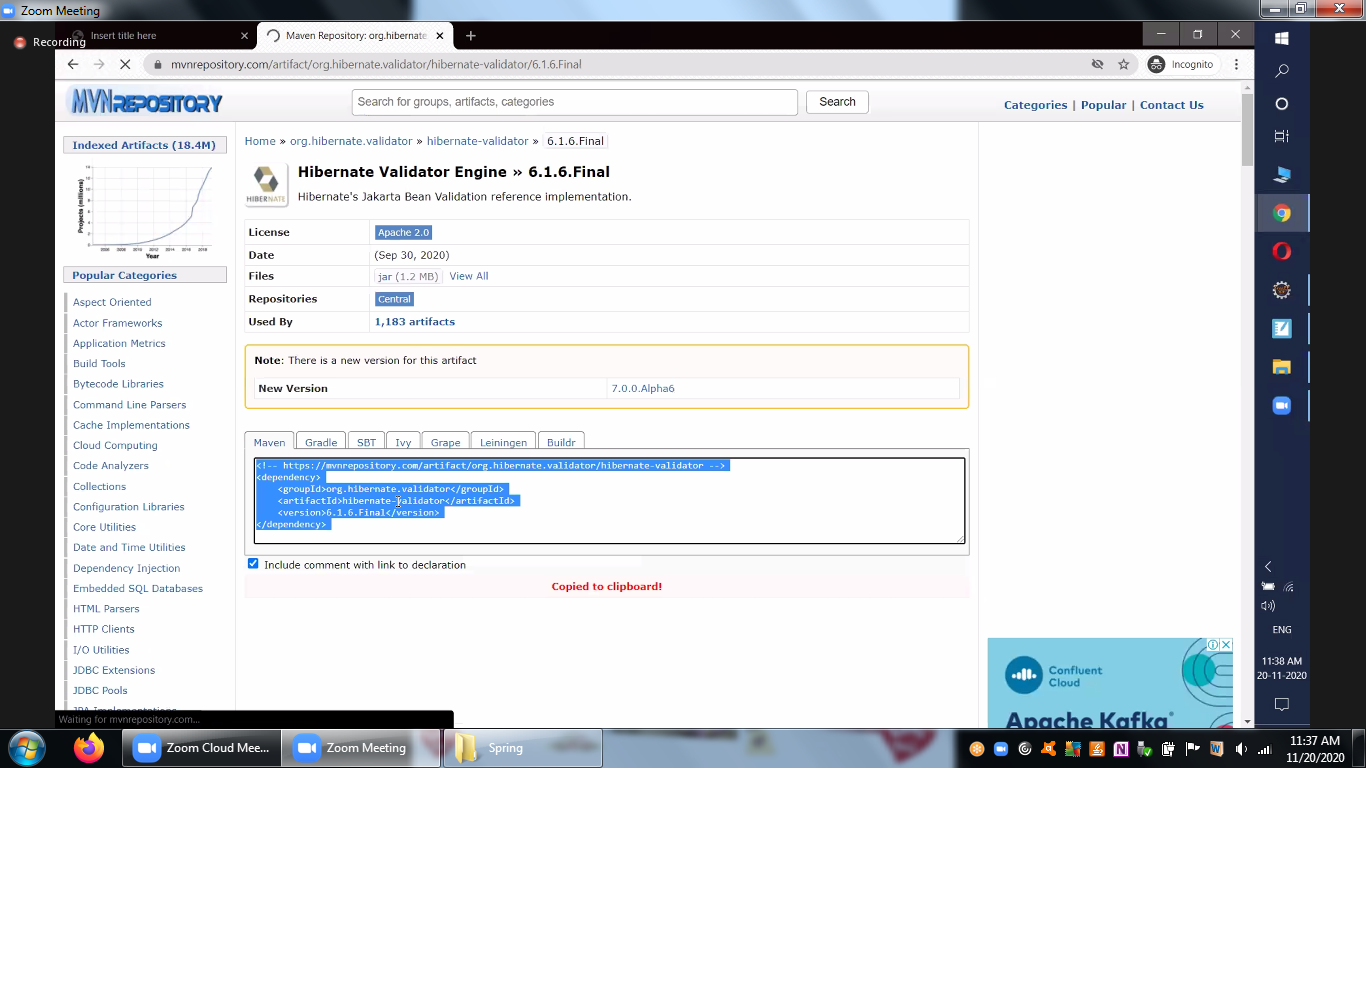 Zoom Meeting
Recording
Insert title here
Maven Repository: org.hibernate
mvnrepository.com/artifact/org.hibernate.validator/hibernate-validator/6.1.6.Final
Incognito
MVNREPOSITORY
Search for groups, artifacts, categories
Search
Categories | Popular | Contact Us
Indexed Artifacts (18.4M)
Projects (millions)
Year
Popular Categories
Aspect Oriented
Actor Frameworks
Application Metrics
Build Tools
Bytecode Libraries
Command Line Parsers
Cache Implementations
Cloud Computing
Code Analyzers
Collections
Configuration Libraries
Core Utilities
Date and Time Utilities
Dependency Injection
Embedded SQL Databases
HTML Parsers
HTTP Clients
I/O Utilities
JDBC Extensions
JDBC Pools
Home » org.hibernate.validator » hibernate-validator » 6.1.6.Final
HIBERNATE
Hibernate Validator Engine » 6.1.6.Final
Hibernate's Jakarta Bean Validation reference implementation.
License Apache 2.0
Date (Sep 30, 2020)
Files jar (1.2 MB) View All
Repositories Central
Used By 1,183 artifacts
Note: There is a new version for this artifact
New Version 7.0.0.Alpha6
Maven Gradle SBT Ivy Grape Leiningen Buildr
<!-- https://mvnrepository.com/artifact/org.hibernate.validator/hibernate-validator -->
<dependency>
<groupId>org.hibernate.validator</groupId>
<artifactId>hibernate-validator</artifactId>
<version>6.1.6.Final</version>
</dependency>
Include comment with link to declaration
Copied to clipboard!
Confluent
Cloud
Apache Kafka®
ENG
11:38 AM
20-11-2020
Waiting for mvnrepository.com...
Zoom Cloud Mee...
Zoom Meeting
Spring
11:37 AM
11/20/2020